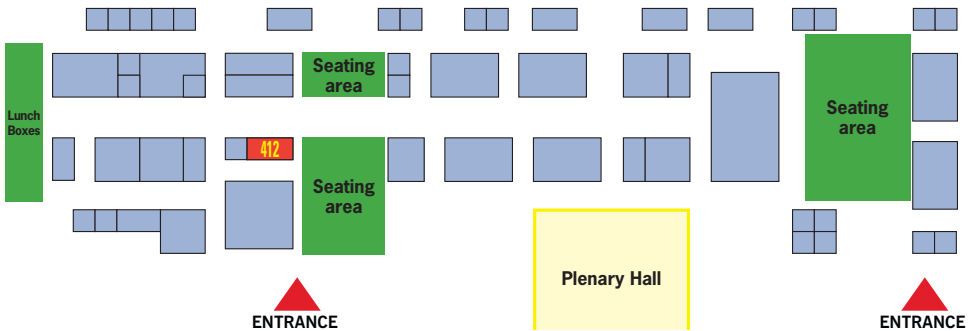 Seating
area
Lunch
Boxes
Seating
area
412
Seating
area
Plenary Hall
ENTRANCE
ENTRANCE